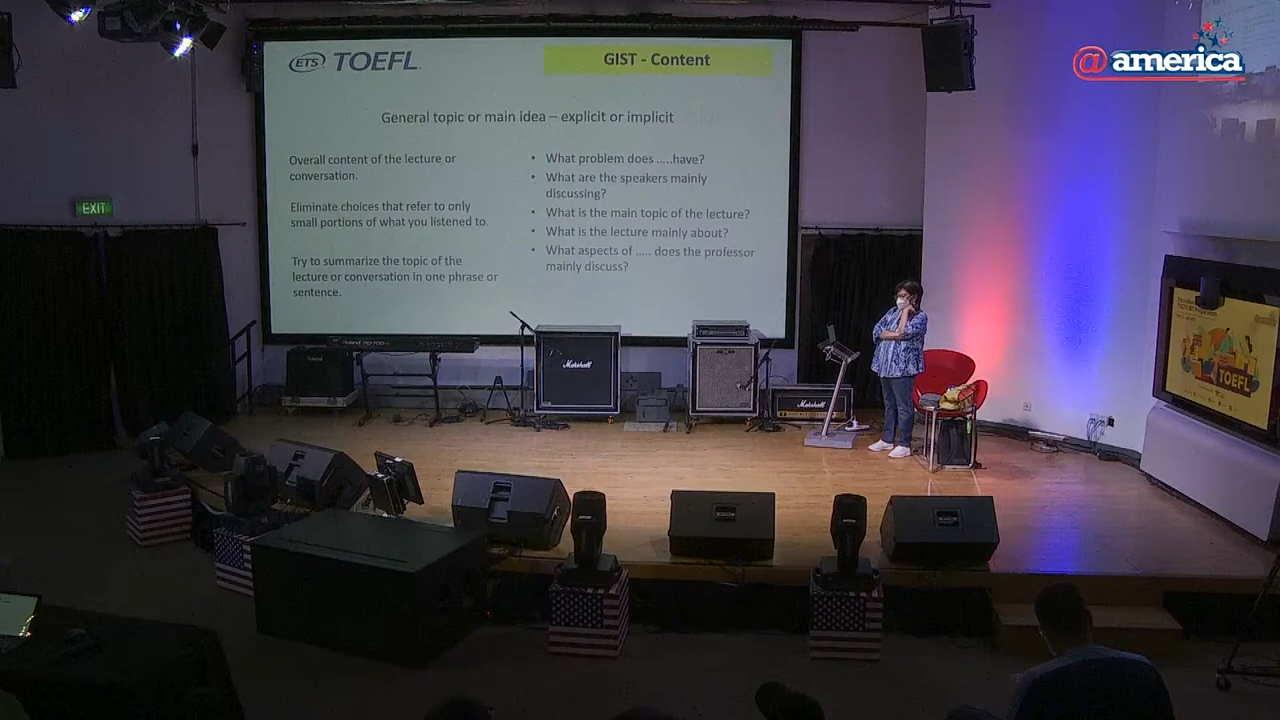 ETS TOEFL
GIST - Content
@america
General topic or main idea – explicit or implicit
Overall content of the lecture or
conversation.
Eliminate choices that refer to only
small portions of what you listened to.
Try to summarize the topic of the
lecture or conversation in one phrase or
sentence.
• What problem does .....have?
• What are the speakers mainly
discussing?
• What is the main topic of the lecture?
• What is the lecture mainly about?
• What aspects of ..... does the professor
mainly discuss?
EXIT
Roland
Marshall
Marshall
TOEFL